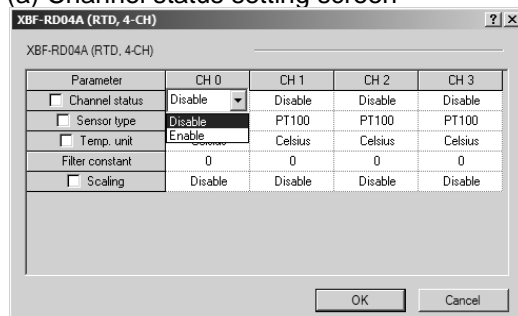 (a) Channel status setting screen
XBF-RD04A (RTD, 4-CH) ? x
XBF-RD04A (RTD, 4-CH)
Parameter CH 0 CH 1 CH 2 CH 3
Channel status Disable Disable Disable Disable
Sensor type Disable PT100 PT100 PT100
Enable
Temp. unit Celsius Celsius Celsius Celsius
Filter constant 0 0 0 0
Scaling Disable Disable Disable Disable
OK Cancel